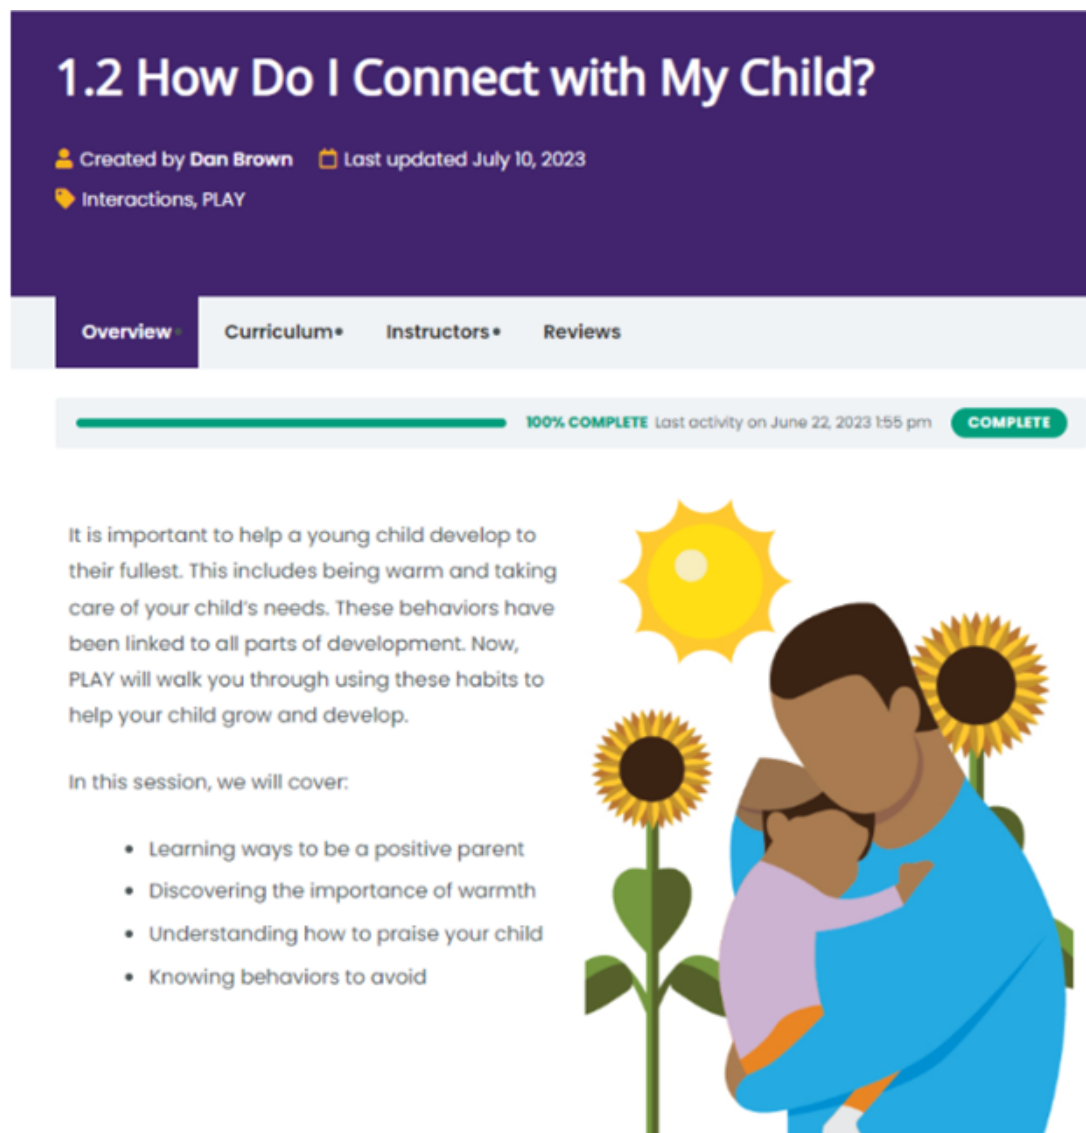 1.2 How Do I Connect with My Child?
Created by Dan Brown Last updated July 10, 2023
Interactions, PLAY
Overview• Curriculum• Instructors• Reviews
100% COMPLETE Last activity on June 22, 2023 1:55 pm COMPLETE
It is important to help a young child develop to
their fullest. This includes being warm and taking
care of your child's needs. These behaviors have
been linked to all parts of development. Now,
PLAY will walk you through using these habits to
help your child grow and develop.
In this session, we will cover:
• Learning ways to be a positive parent
• Discovering the importance of warmth
• Understanding how to praise your child
• Knowing behaviors to avoid